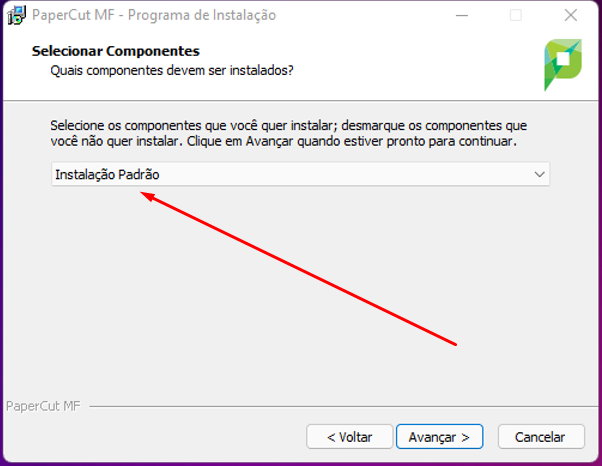 PaperCut MF - Programa de Instalação
Selecionar Componentes
Quais componentes devem ser instalados?
Selecione os componentes que você quer instalar; desmarque os componentes que
você não quer instalar. Clique em Avançar quando estiver pronto para continuar.
Instalação Padrão
PaperCut MF
< Voltar
Avançar >
Cancelar